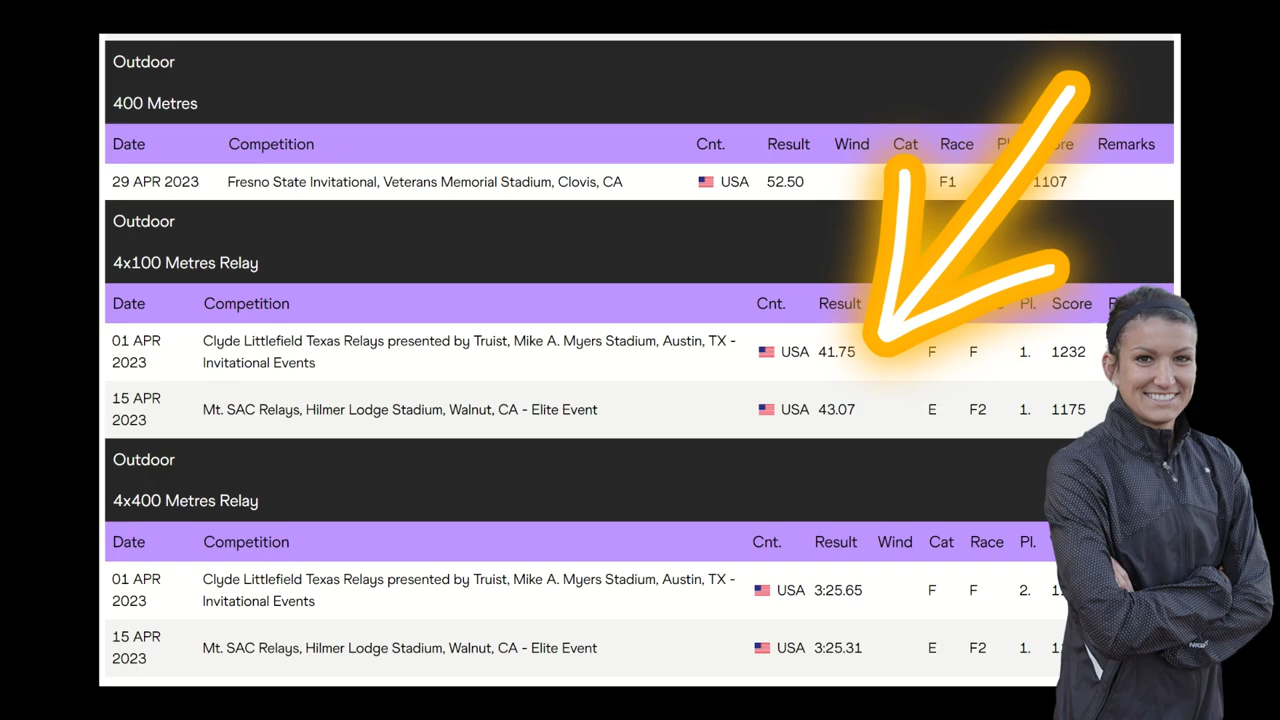 Outdoor
400 Metres
Date Competition Cnt. Result Wind Cat Race Remarks
29 APR 2023 Fresno State Invitational, Veterans Memorial Stadium, Clovis, CA USA 52.50 F1 1107
Outdoor
4x100 Metres Relay
Date Competition Cnt. Result Pl. Score
01 APR Clyde Littlefield Texas Relays presented by Truist, Mike A. Myers Stadium, Austin, TX -
2023 Invitational Events USA 41.75 F F 1. 1232
15 APR
2023 Mt. SAC Relays, Hilmer Lodge Stadium, Walnut, CA - Elite Event USA 43.07 E F2 1. 1175
Outdoor
4x400 Metres Relay
Date Competition Cnt. Result Wind Cat Race Pl.
01 APR Clyde Littlefield Texas Relays presented by Truist, Mike A. Myers Stadium, Austin, TX -
2023 Invitational Events USA 3:25.65 F F 2.
15 APR
2023 Mt. SAC Relays, Hilmer Lodge Stadium, Walnut, CA - Elite Event USA 3:25.31 E F2 1.